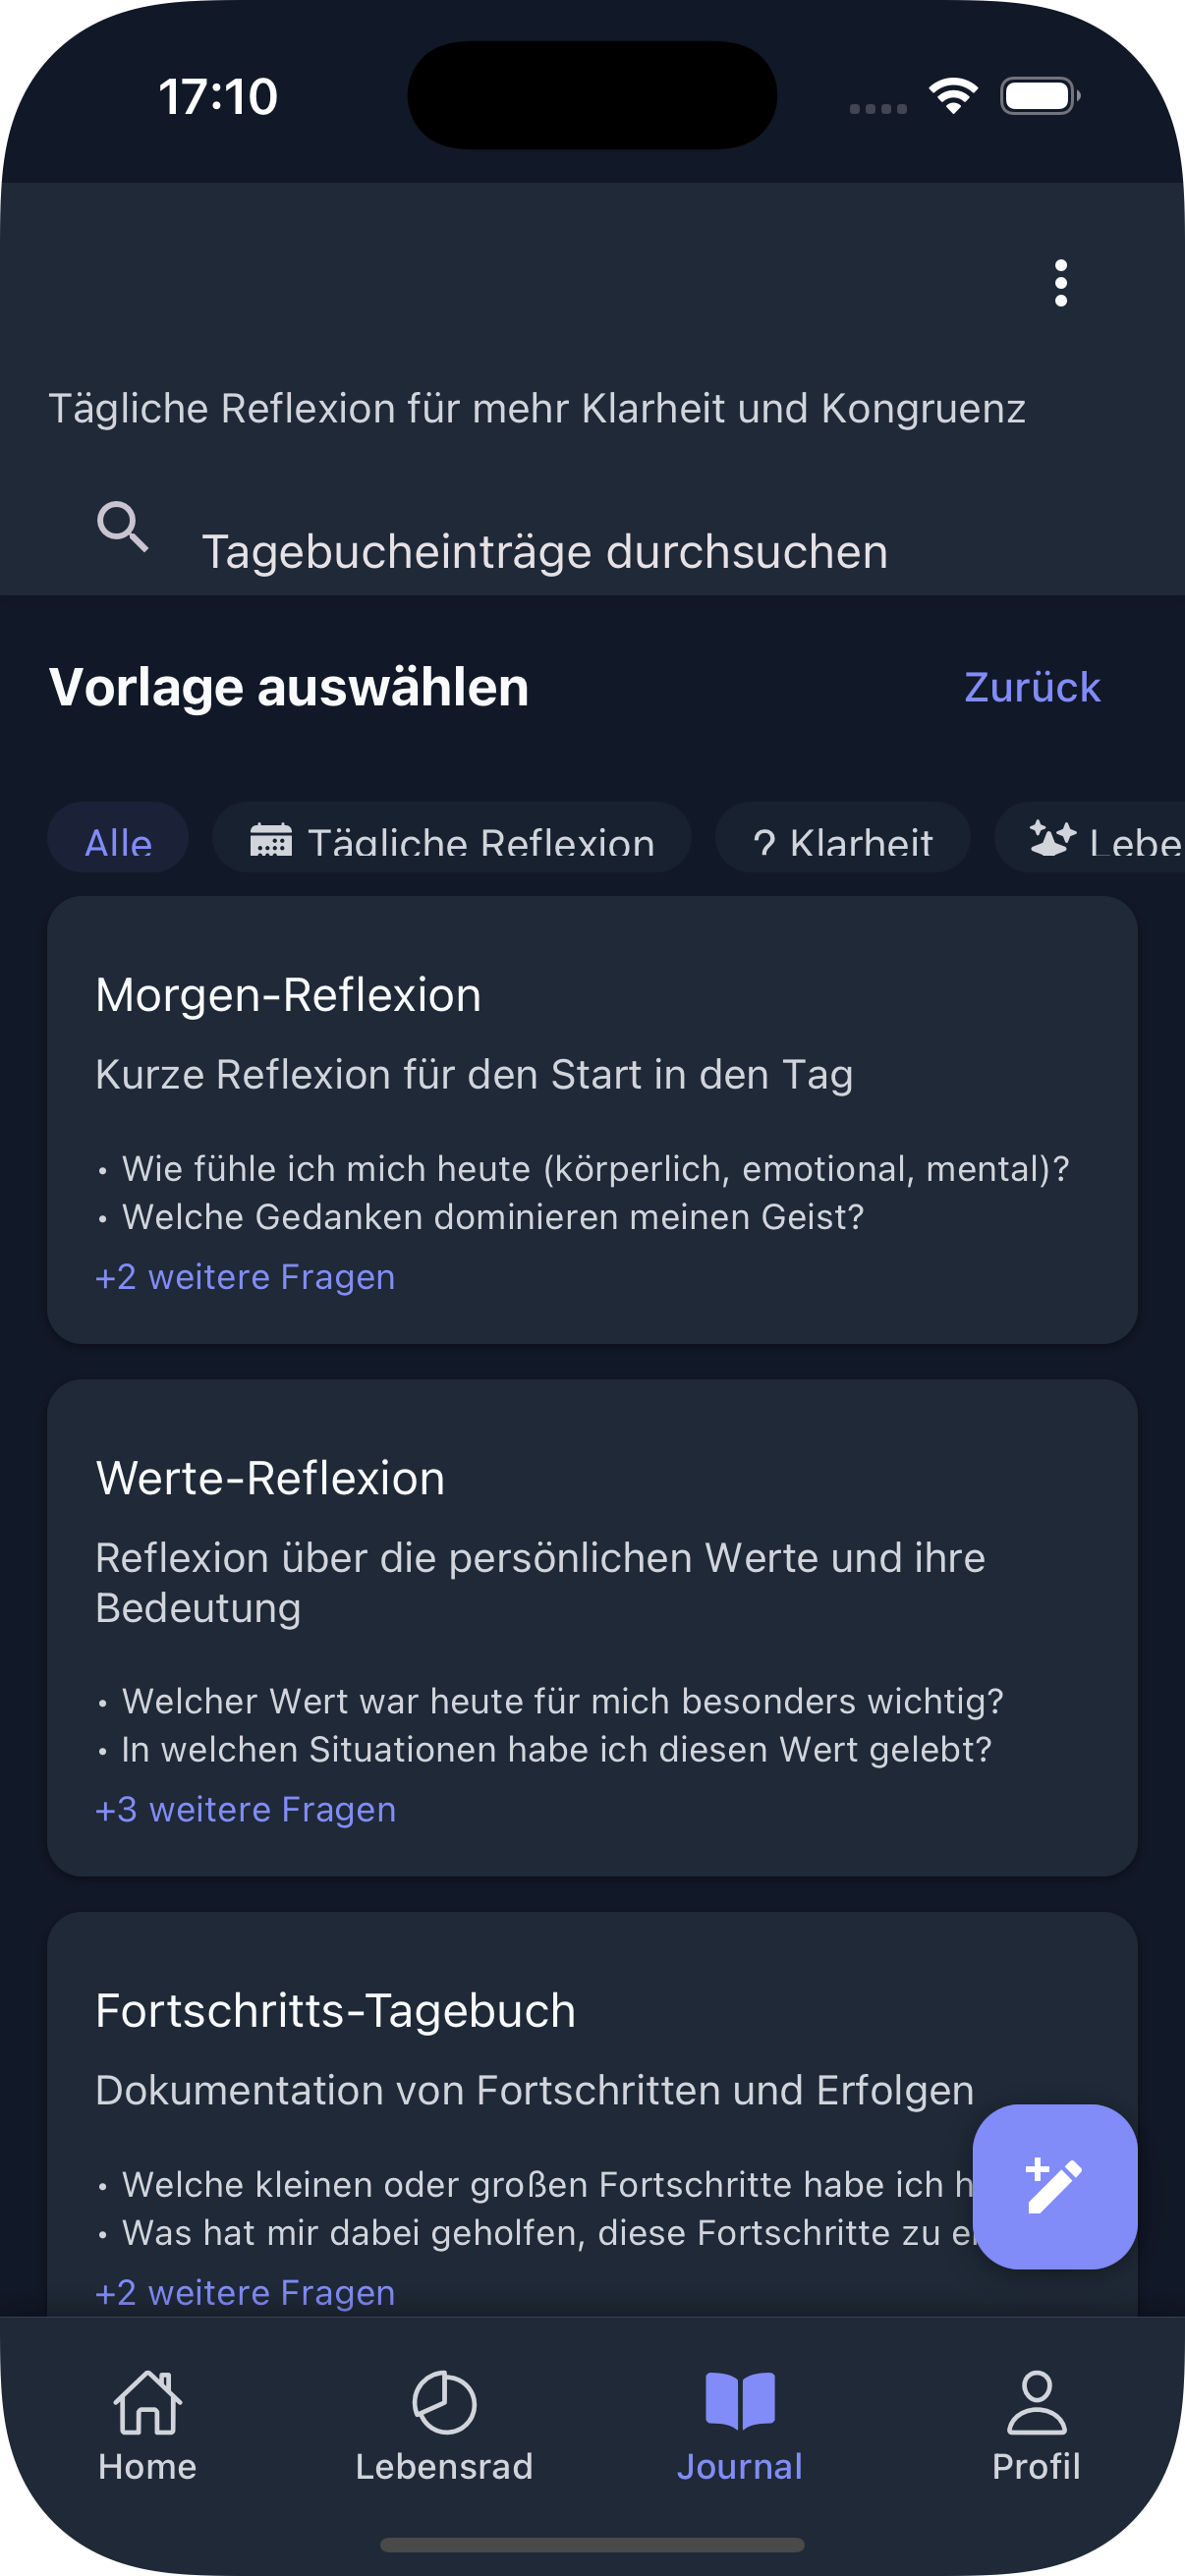 17:10
Tägliche Reflexion für mehr Klarheit und Kongruenz
Tagebucheinträge durchsuchen
Vorlage auswählen
Zurück
Alle
Tägliche Reflexion
? Klarheit
Lebe
Morgen-Reflexion
Kurze Reflexion für den Start in den Tag
• Wie fühle ich mich heute (körperlich, emotional, mental)?
• Welche Gedanken dominieren meinen Geist?
+2 weitere Fragen
Werte-Reflexion
Reflexion über die persönlichen Werte und ihre
Bedeutung
• Welcher Wert war heute für mich besonders wichtig?
• In welchen Situationen habe ich diesen Wert gelebt?
+3 weitere Fragen
Fortschritts-Tagebuch
Dokumentation von Fortschritten und Erfolgen
• Welche kleinen oder großen Fortschritte habe ich h
• Was hat mir dabei geholfen, diese Fortschritte zu
+2 weitere Fragen
Home
Lebensrad
Journal
Profil